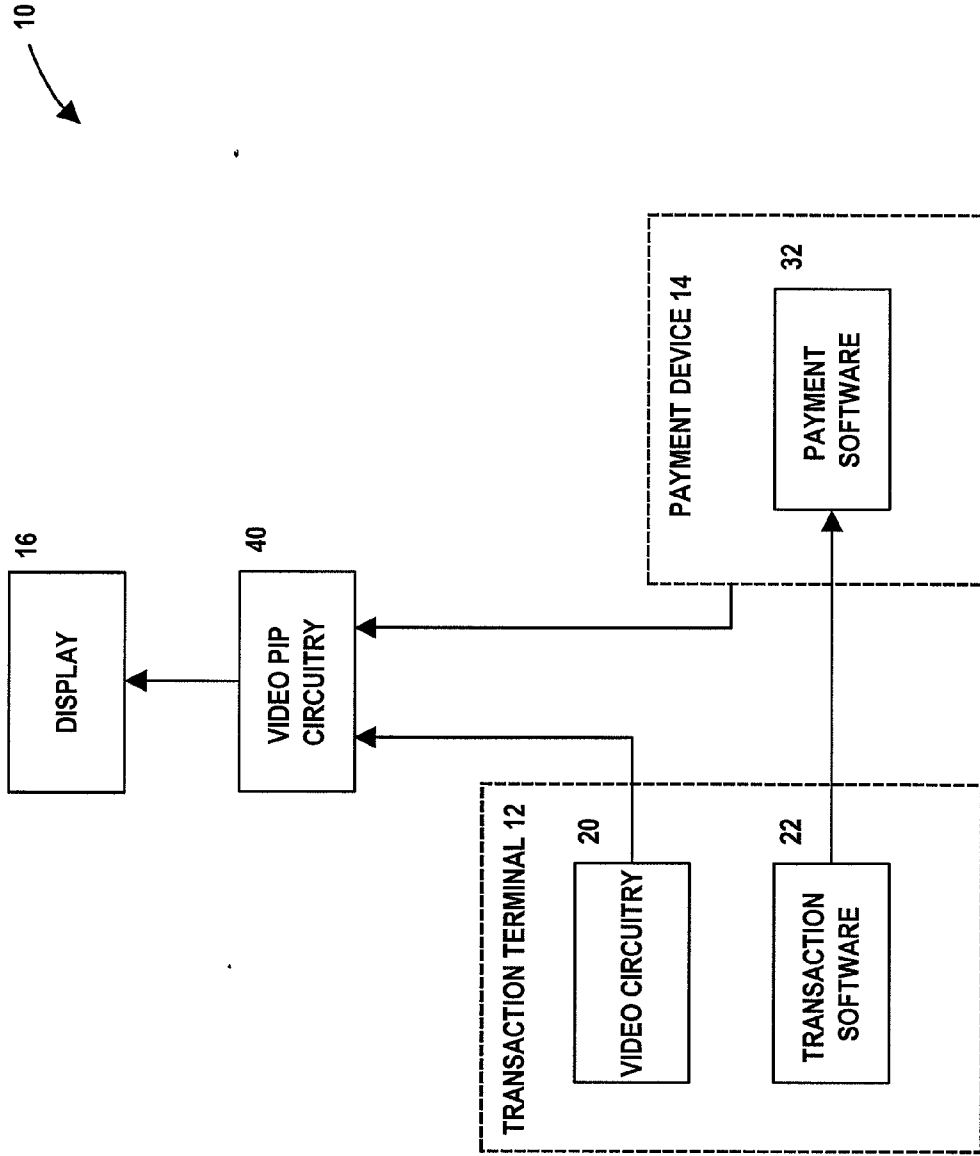 10
16
DISPLAY
40
VIDEO PIP
CIRCUITRY
TRANSACTION TERMINAL 12
20
VIDEO CIRCUITRY
22
TRANSACTION
SOFTWARE
PAYMENT DEVICE 14
32
PAYMENT
SOFTWARE